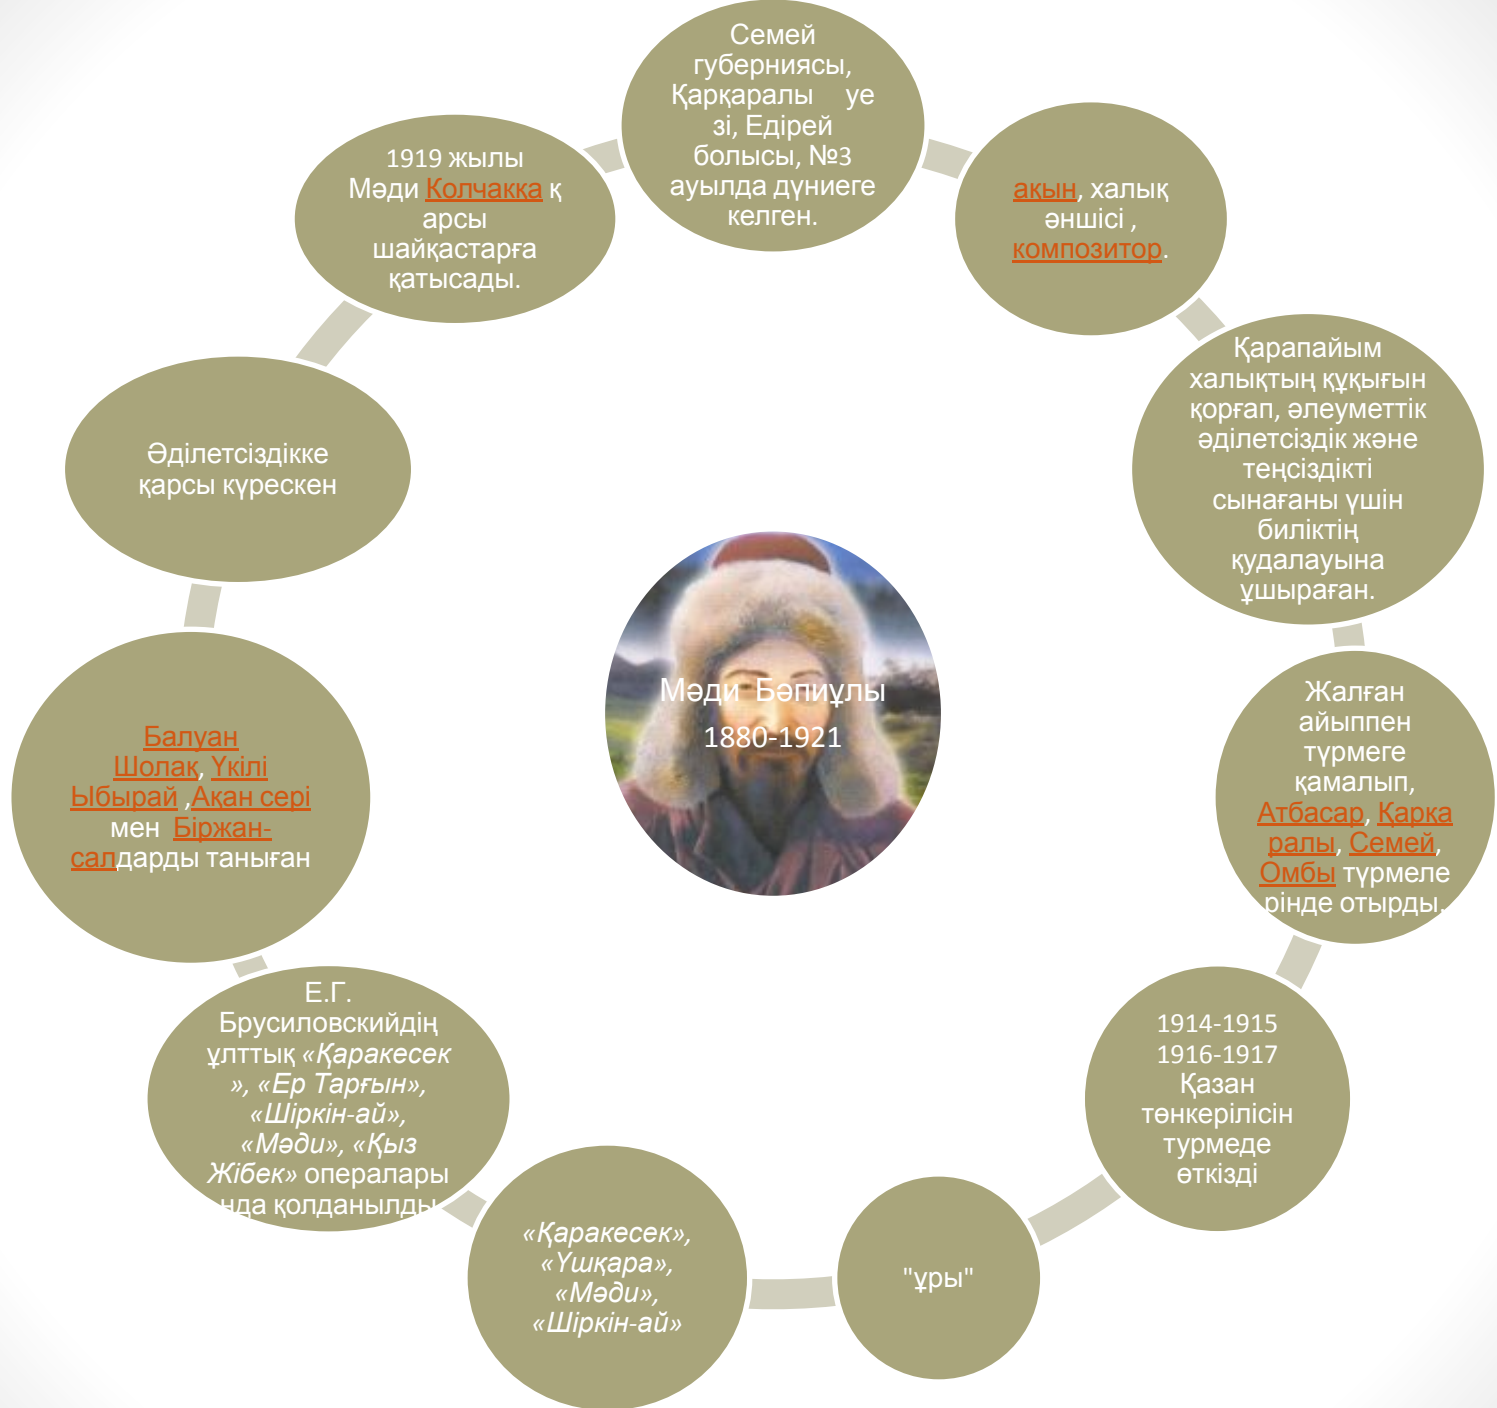 Семей
губерниясы,
Қарқаралы уе
зі, Едірей
болысы, №3
ауылда дүниеге
келген.
ақын, халық
әншісі ,
композитор.
Қарапайым
халықтың құқығын
қорғап, әлеуметтік
әділетсіздік және
теңсіздікті
сынағаны үшін
биліктің
қудалауына
ұшыраған.
Жалған
айыппен
түрмеге
қамалып,
Атбасар, Қарқа
ралы, Семей,
Омбы түрмеле
рінде отырды.
1914-1915
1916-1917
Қазан
төнкерілісін
турмеде
өткізді
"ұры"
«Қаракесек»,
«Үшқара»,
«Мәди»,
«Шіркін-ай»
Е.Г.
Брусиловскийдің
ұлттық «Қаракесек
», «Ер Тарғын»,
«Шіркін-ай»,
«Мәди», «Қыз
Жібек» опералары
нда қолданылды
Балуан
Шолақ, Үкілі
Ыбырай ,Ақан сері
мен Біржан-
салдарды таныған
Әділетсіздікке
қарсы күрескен
1919 жылы
Мәди Колчакқа қ
арсы
шайқастарға
қатысады.
Мәди Бәпиұлы
1880-1921